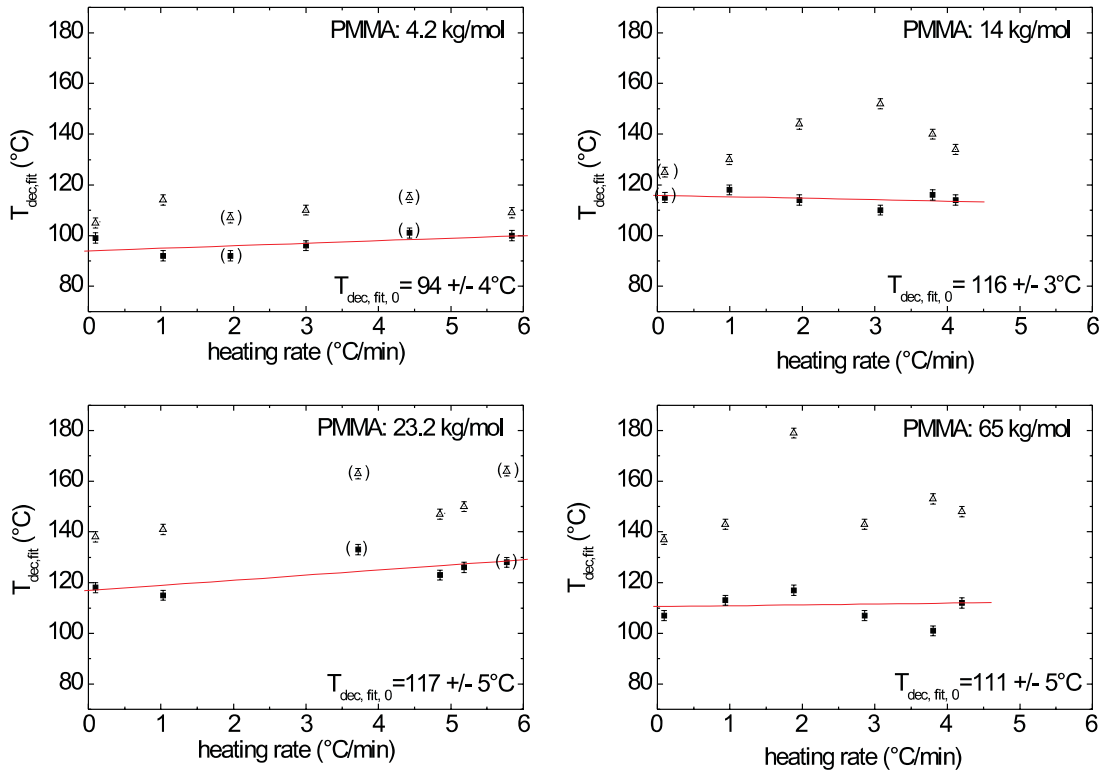 PMMA: 4.2 kg/mol
180
160
140
120
100
80
T_dec,fit (°C)
( )
( )
( )
( )
T_dec, fit, 0 = 94 +/- 4°C
0 1 2 3 4 5 6
heating rate (°C/min)
PMMA: 14 kg/mol
180
160
140
120
100
80
T_dec,fit (°C)
( )
( )
T_dec, fit, 0 = 116 +/- 3°C
0 1 2 3 4 5 6
heating rate (°C/min)
PMMA: 23.2 kg/mol
180
160
140
120
100
80
T_dec,fit (°C)
( )
( )
( )
( )
T_dec, fit, 0 =117 +/- 5°C
0 1 2 3 4 5 6
heating rate (°C/min)
PMMA: 65 kg/mol
180
160
140
120
100
80
T_dec,fit (°C)
T_dec, fit, 0 =111 +/- 5°C
0 1 2 3 4 5 6
heating rate (°C/min)